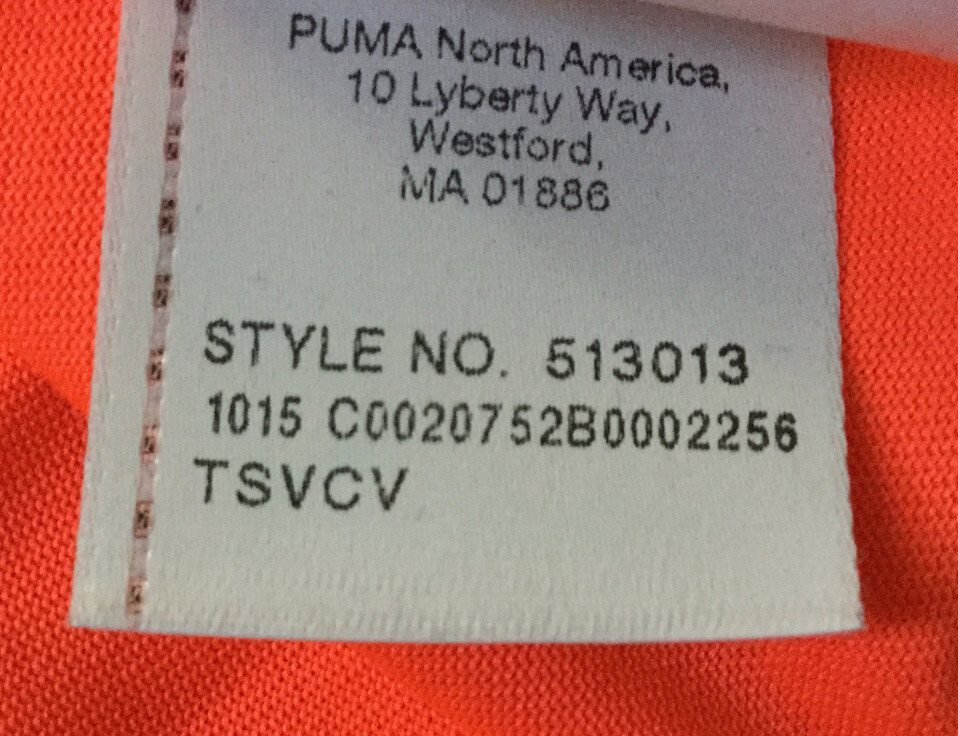 PUMA North America,
10 Lyberty Way,
Westford,
MA 01886
STYLE NO. 513013
1015 C0020752B0002256
TSVCV